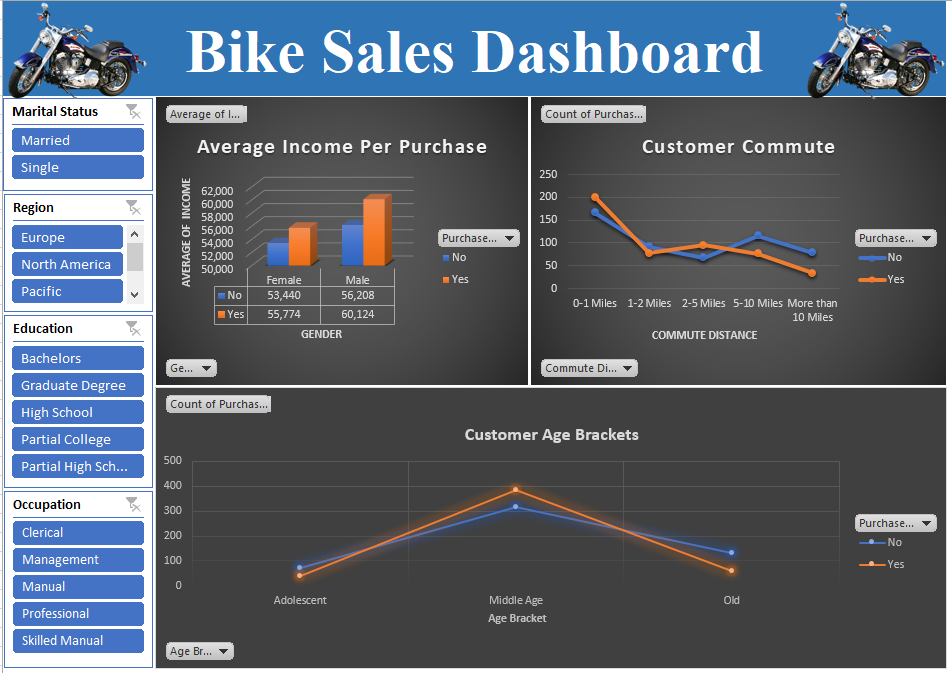 Bike Sales Dashboard
Marital Status
Married
Single
Region
Europe
North America
Pacific
Education
Bachelors
Graduate Degree
High School
Partial College
Partial High Sch...
Occupation
Clerical
Management
Manual
Professional
Skilled Manual
Average of I...
Average Income Per Purchase
AVERAGE OF INCOME
62,000
60,000
58,000
56,000
54,000
52,000
50,000
Female Male
No 53,440 56,208
Yes 55,774 60,124
GENDER
Purchase...
No
Yes
Ge...
Count of Purchas...
Customer Commute
250
200
150
100
50
0
0-1 Miles 1-2 Miles 2-5 Miles 5-10 Miles More than
10 Miles
COMMUTE DISTANCE
Purchase...
No
Yes
Commute Di...
Count of Purchas...
Customer Age Brackets
500
400
300
200
100
0
Adolescent Middle Age Old
Age Bracket
Purchase...
No
Yes
Age Br...